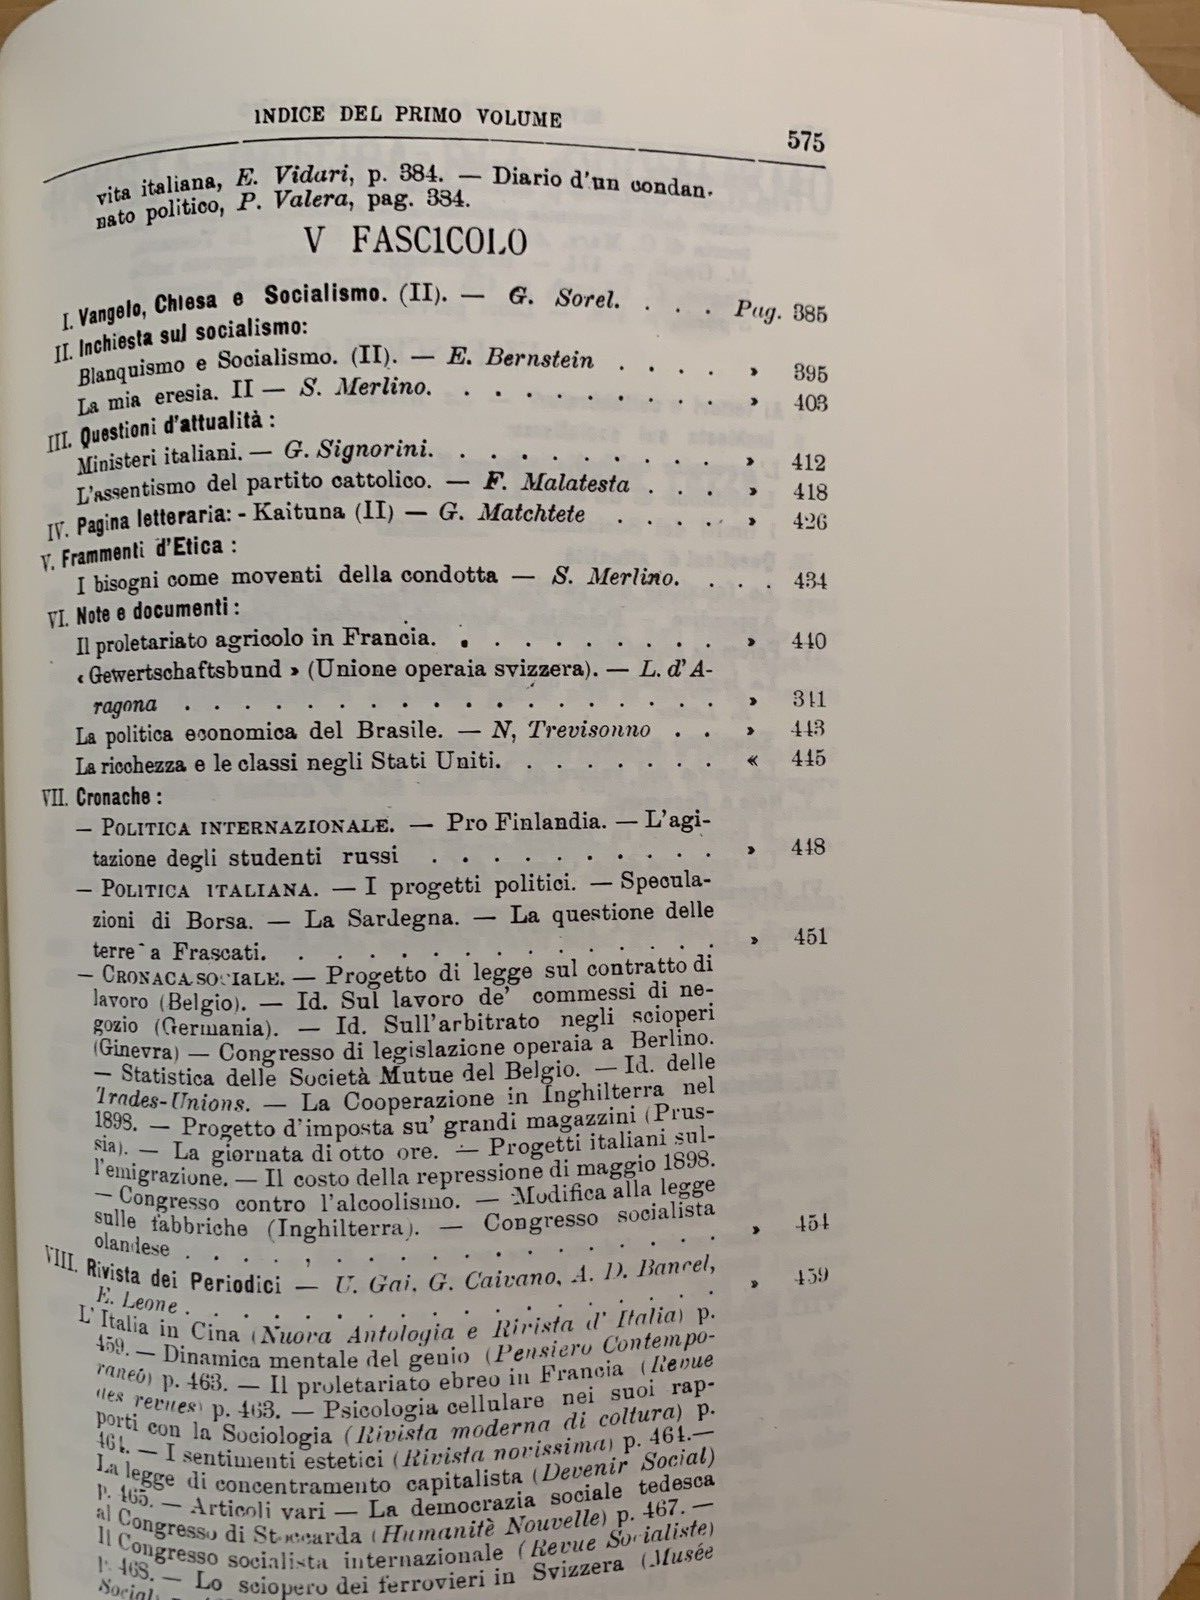 INDICE DEL PRIMO VOLUME
575
vita italiana, E. Vidari, p. 384. — Diario d'un condan.
nato politico, P. Valera, pag. 384.
V FASCICOLO
I. Vangelo, Chiesa e Socialismo. (II). — G. Sorel. . . . Pag. 385
II. Inchiesta sul socialismo:
Blanquismo e Socialismo. (II). — E. Bernstein . . . . » 395
La mia eresia. II — S. Merlino. . . . . . . . . . » 403
III. Questioni d'attualità :
Ministeri italiani. — G. Signorini. . . . . . . . . . » 412
L'assentismo del partito cattolico. — F. Malatesta . . . » 418
IV. Pagina letteraria: - Kaituna (II) — G. Matchtete . . . . » 426
V. Frammenti d'Etica :
I bisogni come moventi della condotta — S. Merlino. . . . 434
VI. Note e documenti :
Il proletariato agricolo in Francia. . . . . . . . . » 440
« Gewertschaftsbund » (Unione operaia svizzera). — L. d'A-
ragona . . . . . . . . . . . . . . . . . . » 341
La politica economica del Brasile. — N, Trevisonno . . » 443
La ricchezza e le classi negli Stati Uniti. . . . . . . . « 445
VII. Cronache :
— POLITICA INTERNAZIONALE. — Pro Finlandia. — L'agi-
tazione degli studenti russi . . . . . . . . . . » 448
— POLITICA ITALIANA. — I progetti politici. — Specula-
zioni di Borsa. — La Sardegna. — La questione delle
terre a Frascati. . . . . . . . . . . . . . . » 451
— CRONACA SOCIALE. — Progetto di legge sul contratto di
lavoro (Belgio). — Id. Sul lavoro de' commessi di ne-
gozio (Germania). — Id. Sull'arbitrato negli scioperi
(Ginevra) — Congresso di legislazione operaia a Berlino.
— Statistica delle Società Mutue del Belgio. — Id. delle
Trades-Unions. — La Cooperazione in Inghilterra nel
1898. — Progetto d'imposta su' grandi magazzini (Prus-
sia). — La giornata di otto ore. — Progetti italiani sul-
l'emigrazione. — Il costo della repressione di maggio 1898.
— Congresso contro l'alcoolismo. — Modifica alla legge
sulle fabbriche (Inghilterra). — Congresso socialista
olandese . . . . . . . . . . . . . . . . . . » 454
VIII. Rivista dei Periodici — U. Gai, G. Caivano, A. D. Bancel,
E. Leone . . . . . . . . . . . . . . . . . . » 459
L'Italia in Cina (Nuova Antologia e Rivista d'Italia) p.
459. — Dinamica mentale del genio (Pensiero Contempo-
raneo) p. 463. — Il proletariato ebreo in Francia (Revue
des revues) p. 463. — Psicologia cellulare nei suoi rap-
porti con la Sociologia (Rivista moderna di coltura) p.
464. — I sentimenti estetici (Rivista novissima) p. 464.—
La legge di concentramento capitalista (Devenir Social)
p. 465. — Articoli vari — La democrazia sociale tedesca
al Congresso di Stoccarda (Humanitè Nouvelle) p. 467. —
Il Congresso socialista internazionale (Revue Socialiste)
p. 468. — Lo sciopero dei ferrovieri in Svizzera (Musée
Social)